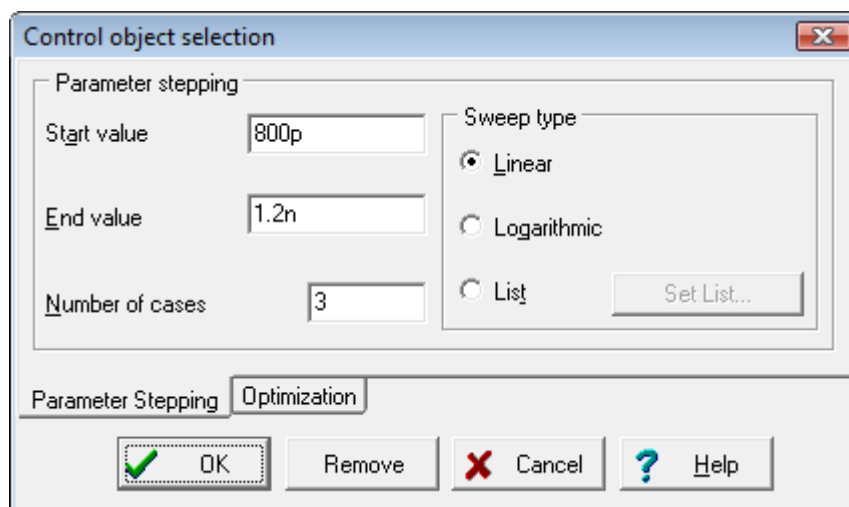 Control object selection
Parameter stepping
Start value
800p
End value
1.2n
Number of cases
3
Sweep type
Linear
Logarithmic
List
Set List...
Parameter Stepping
Optimization
OK
Remove
Cancel
Help